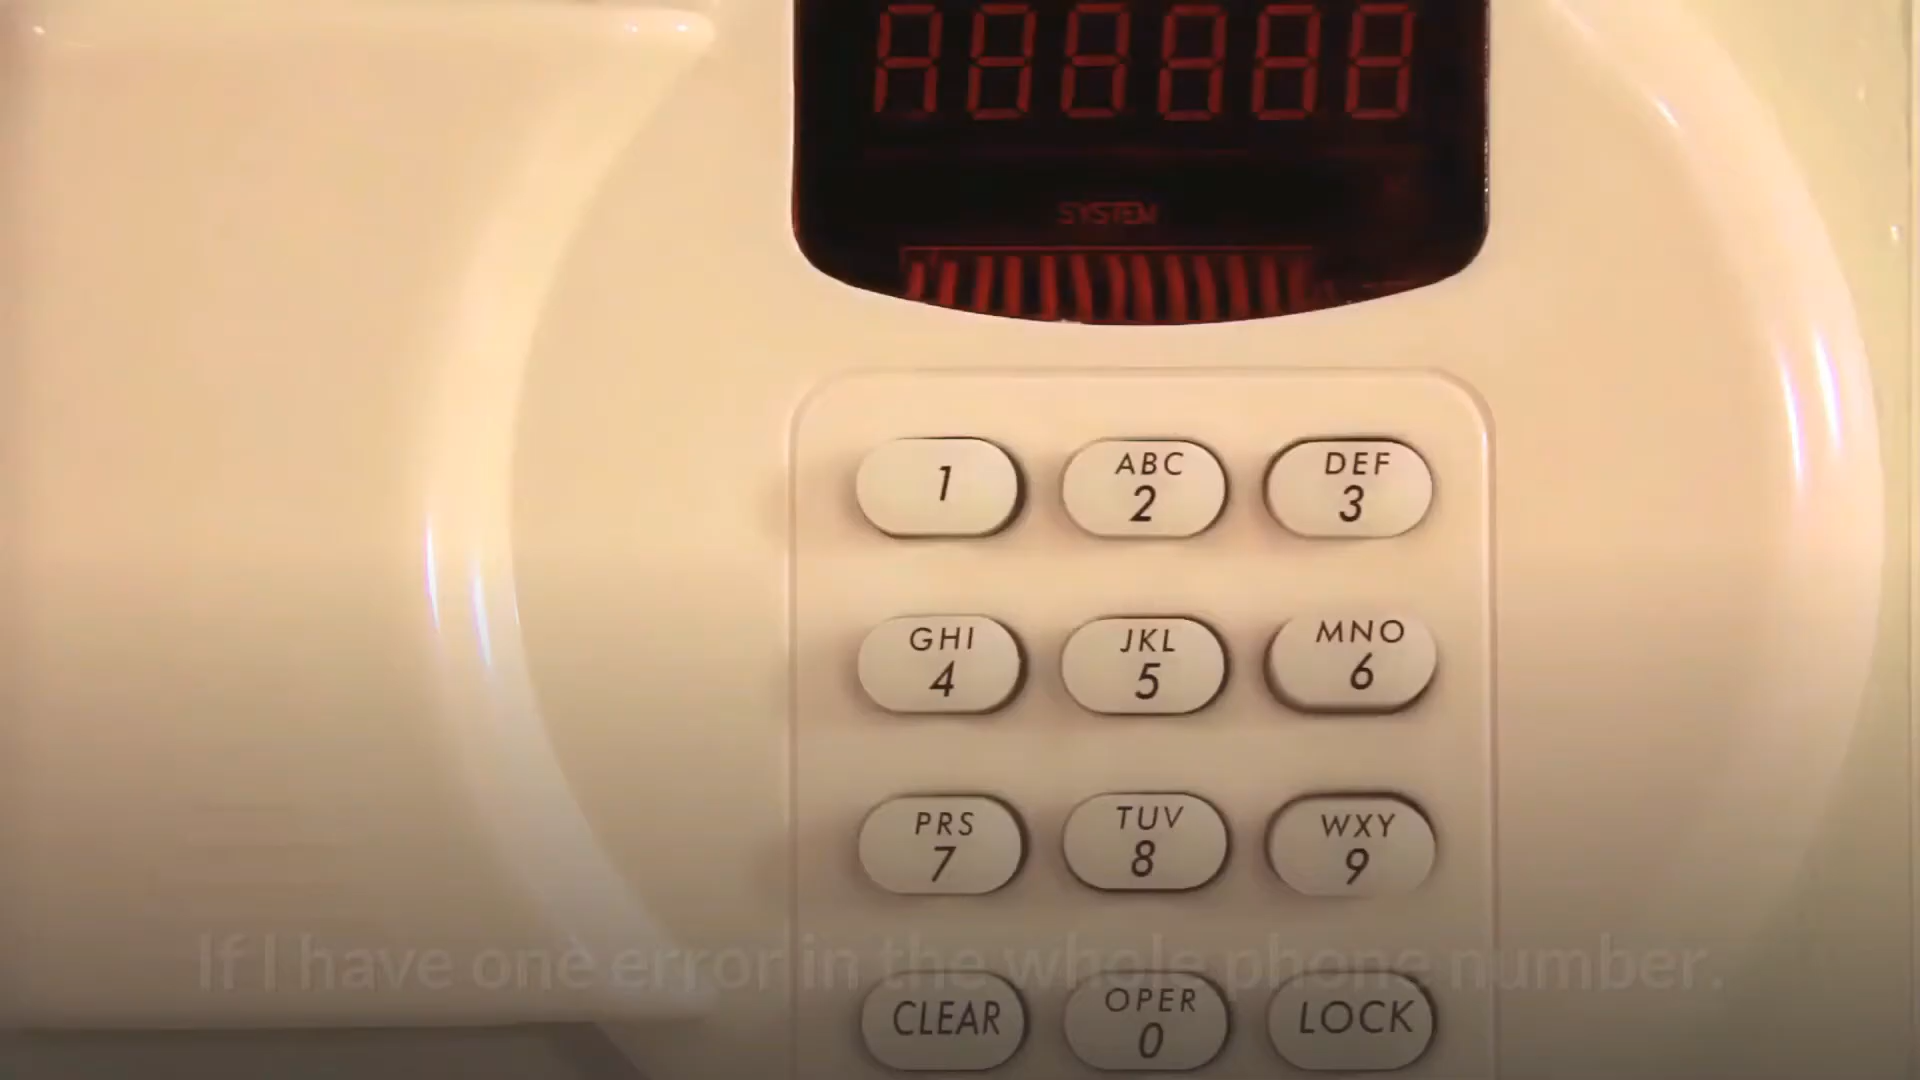 SYSTEM
1
ABC
2
DEF
3
GHI
4
JKL
5
MNO
6
PRS
7
TUV
8
WXY
9
If I have one error in the whole phone number.
CLEAR
OPER
0
LOCK